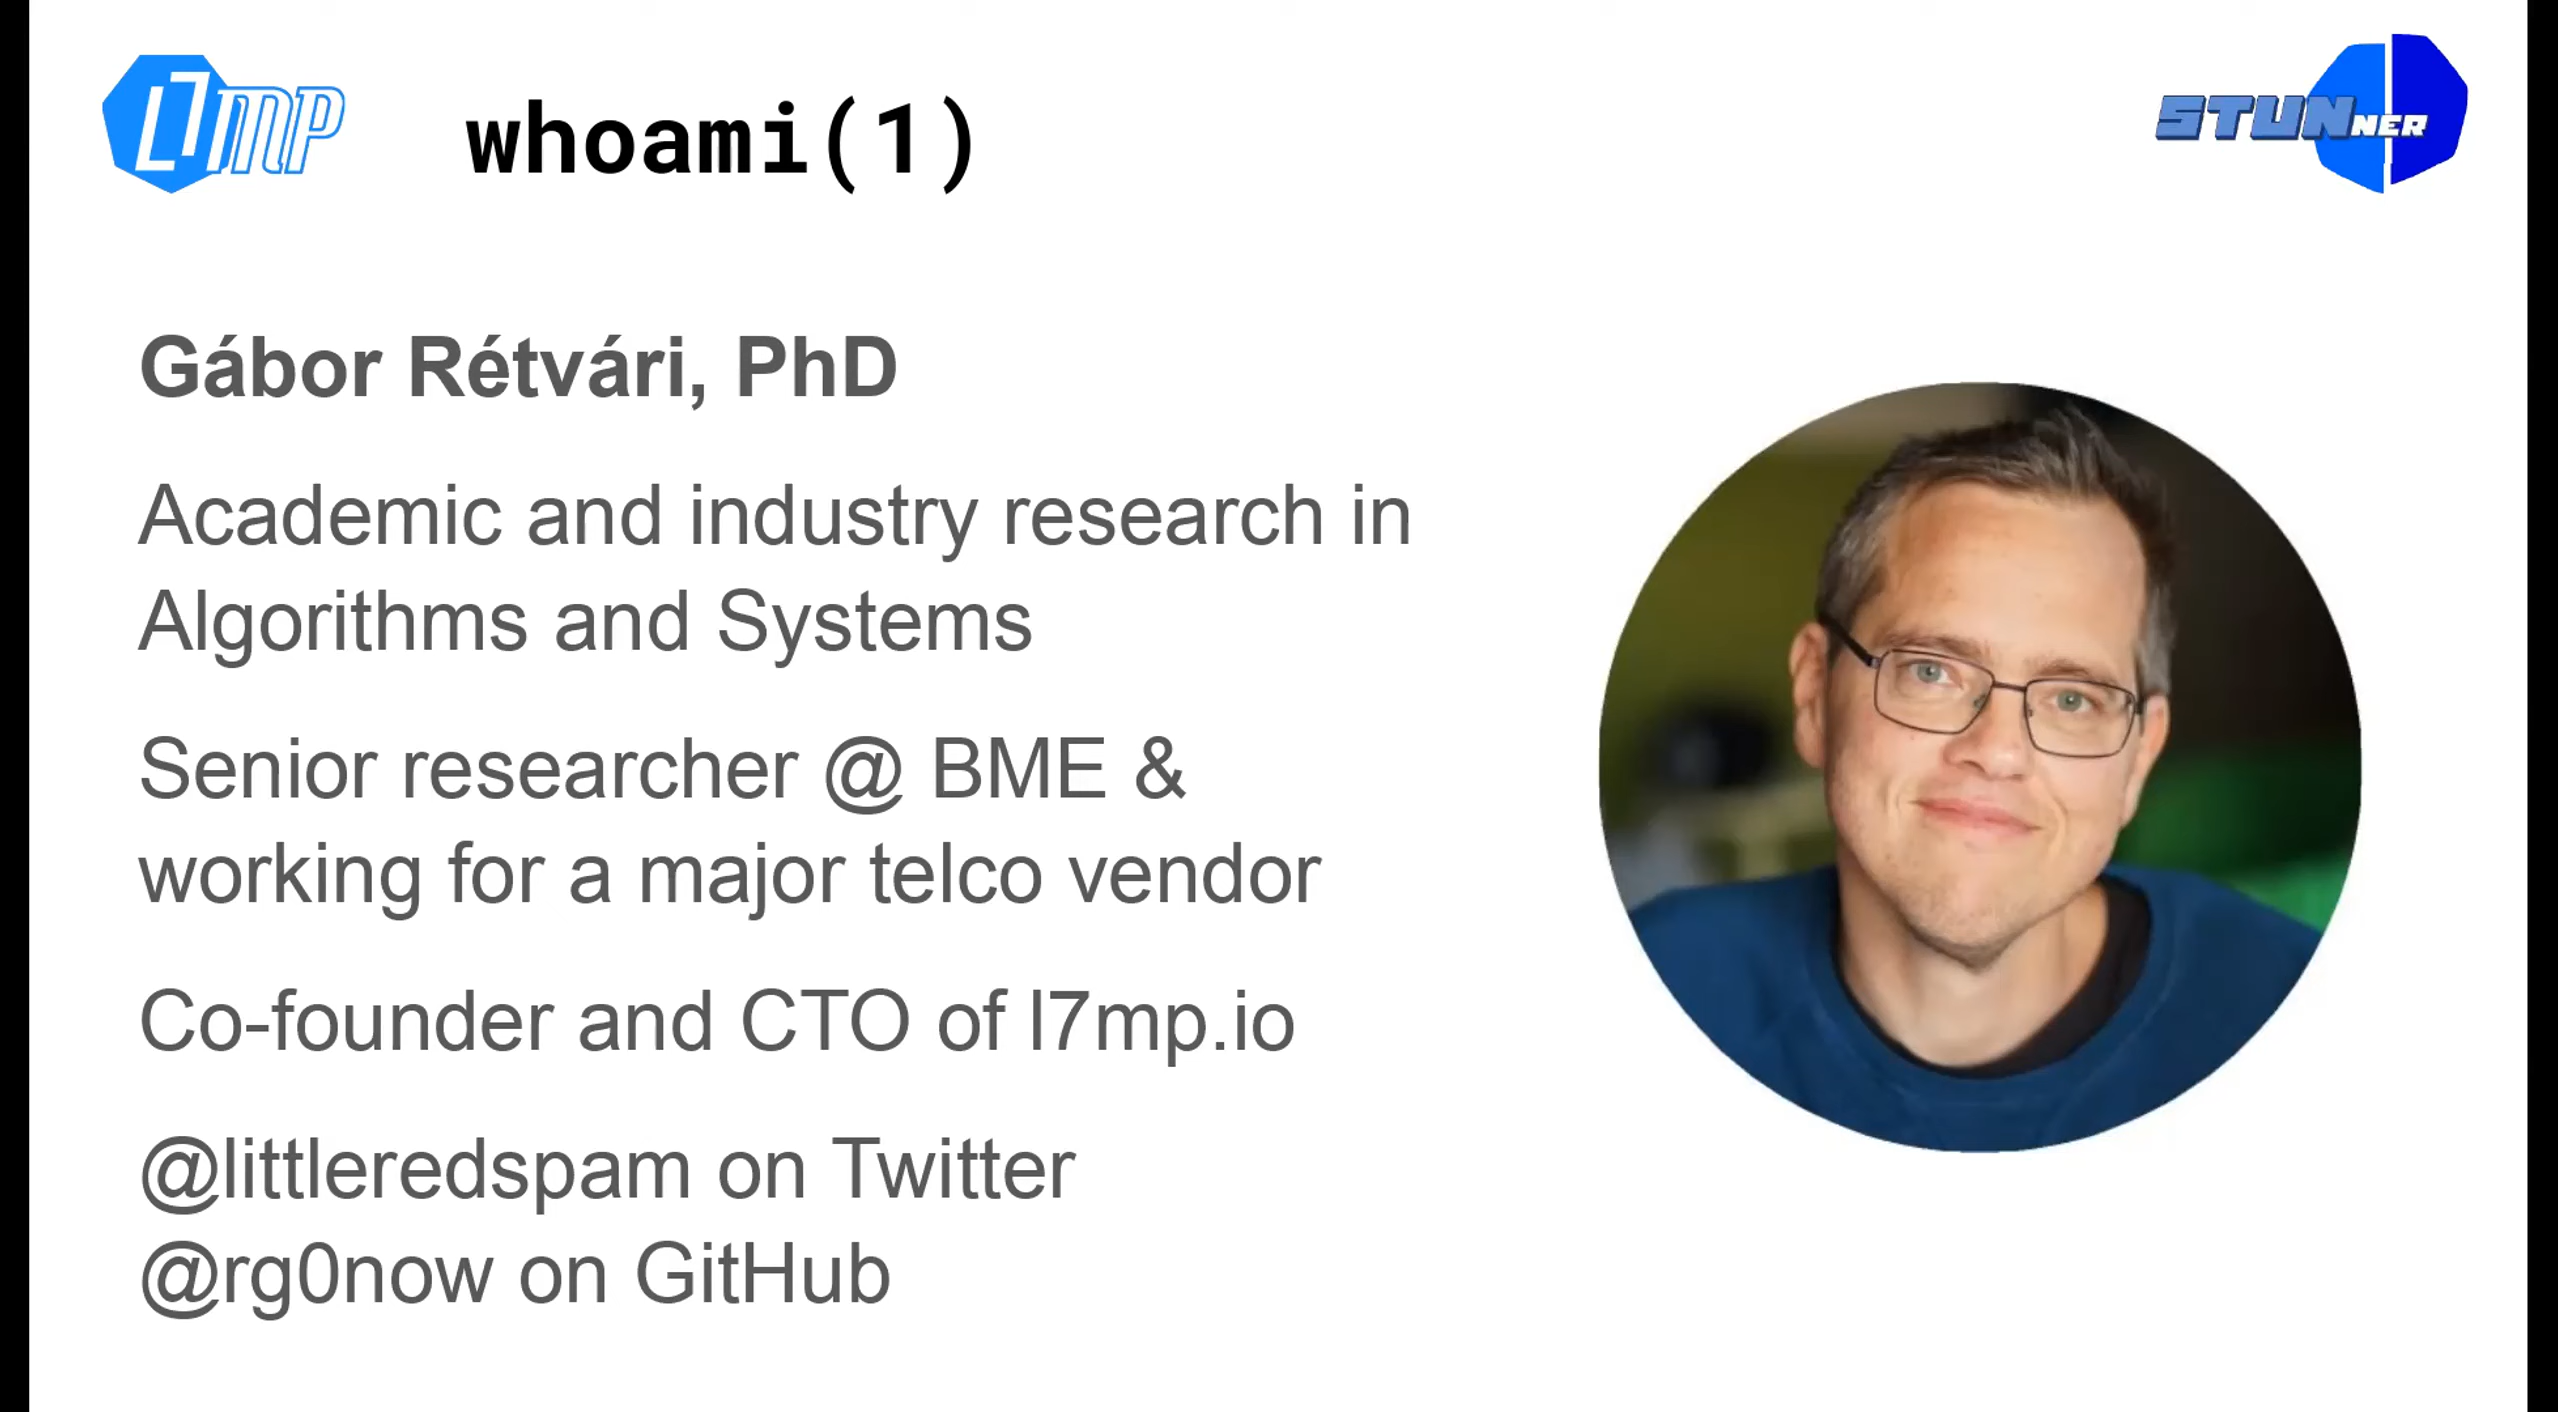 L7MP
whoami(1)
STUNNER
Gábor Rétvári, PhD
Academic and industry research in
Algorithms and Systems
Senior researcher @ BME &
working for a major telco vendor
Co-founder and CTO of l7mp.io
@littleredspam on Twitter
@rg0now on GitHub